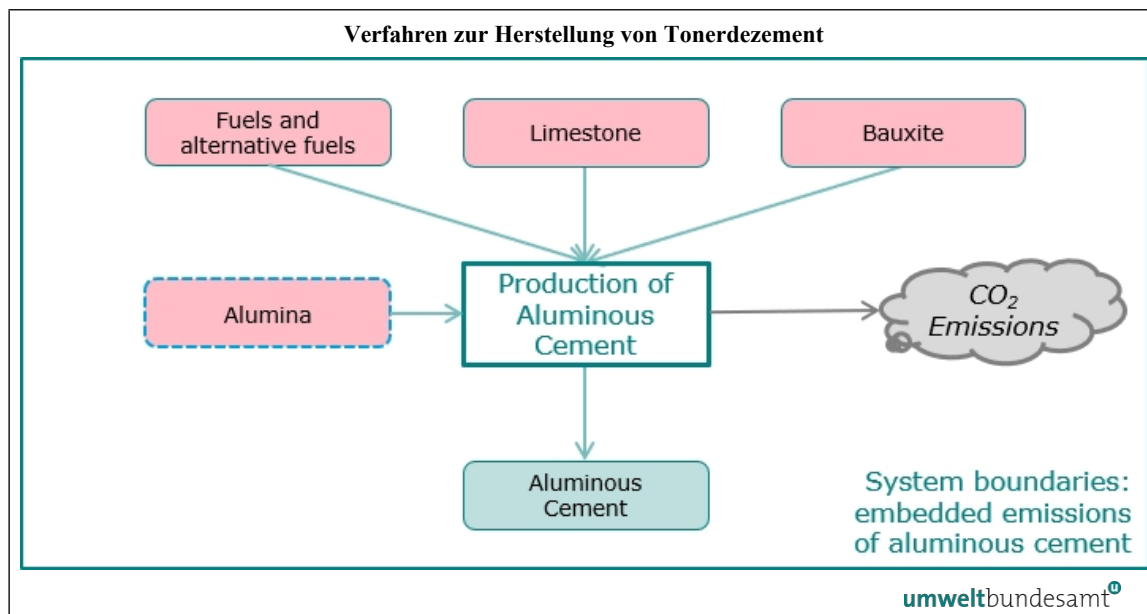 Verfahren zur Herstellung von Tonerdezement
Fuels and
alternative fuels
Limestone
Bauxite
Alumina
Production of
Aluminous
Cement
CO₂
Emissions
Aluminous
Cement
System boundaries:
embedded emissions
of aluminous cement
umweltbundesamt